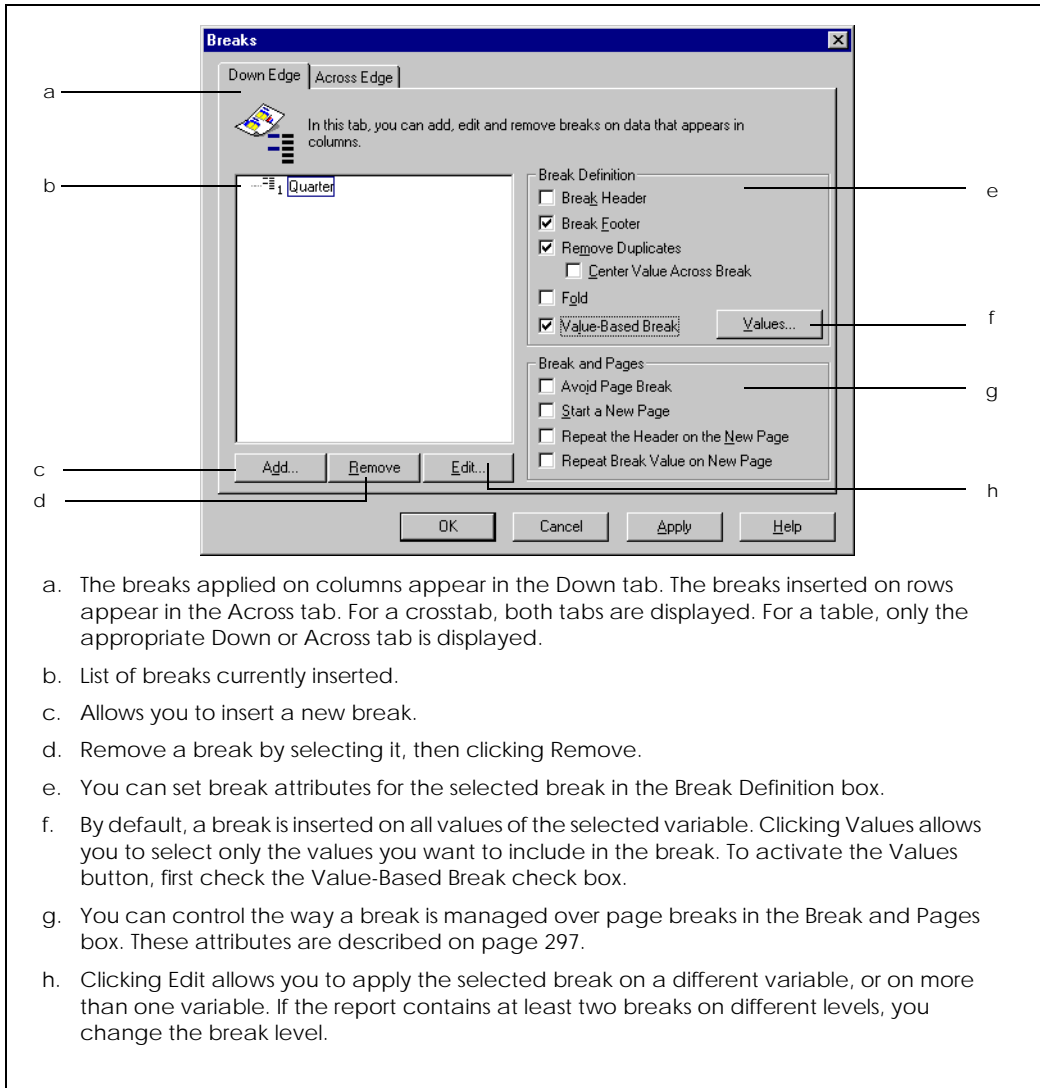 Breaks
Down Edge Across Edge
a
In this tab, you can add, edit and remove breaks on data that appears in
columns.
b
1 Quarter
Break Definition
e
Break Header
Break Footer
Remove Duplicates
Center Value Across Break
Fold
Value-Based Break Values...
f
Break and Pages
Avoid Page Break
g
Start a New Page
Repeat the Header on the New Page
Repeat Break Value on New Page
c
Add... Remove Edit...
d
h
OK Cancel Apply Help
a. The breaks applied on columns appear in the Down tab. The breaks inserted on rows
appear in the Across tab. For a crosstab, both tabs are displayed. For a table, only the
appropriate Down or Across tab is displayed.
b. List of breaks currently inserted.
c. Allows you to insert a new break.
d. Remove a break by selecting it, then clicking Remove.
e. You can set break attributes for the selected break in the Break Definition box.
f. By default, a break is inserted on all values of the selected variable. Clicking Values allows
you to select only the values you want to include in the break. To activate the Values
button, first check the Value-Based Break check box.
g. You can control the way a break is managed over page breaks in the Break and Pages
box. These attributes are described on page 297.
h. Clicking Edit allows you to apply the selected break on a different variable, or on more
than one variable. If the report contains at least two breaks on different levels, you
change the break level.